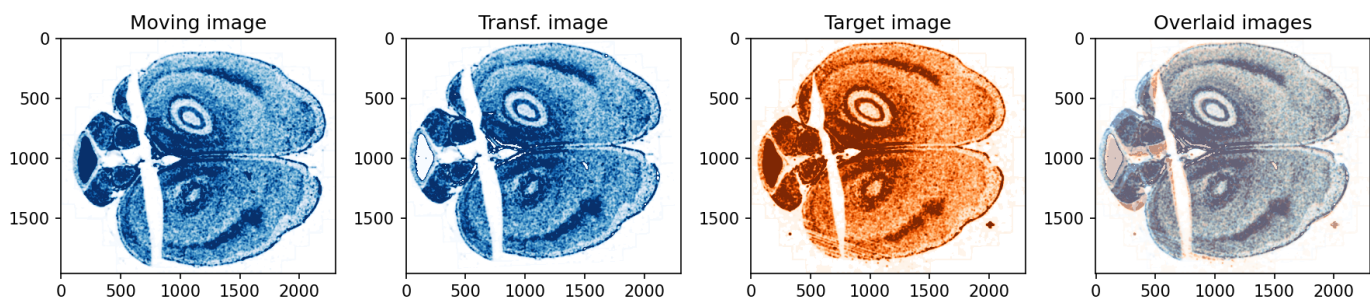 Moving image Transf. image Target image Overlaid images
0 0 0 0
500 500 500 500
1000 1000 1000 1000
1500 1500 1500 1500
0 500 1000 1500 2000 0 500 1000 1500 2000 0 500 1000 1500 2000 0 500 1000 1500 2000